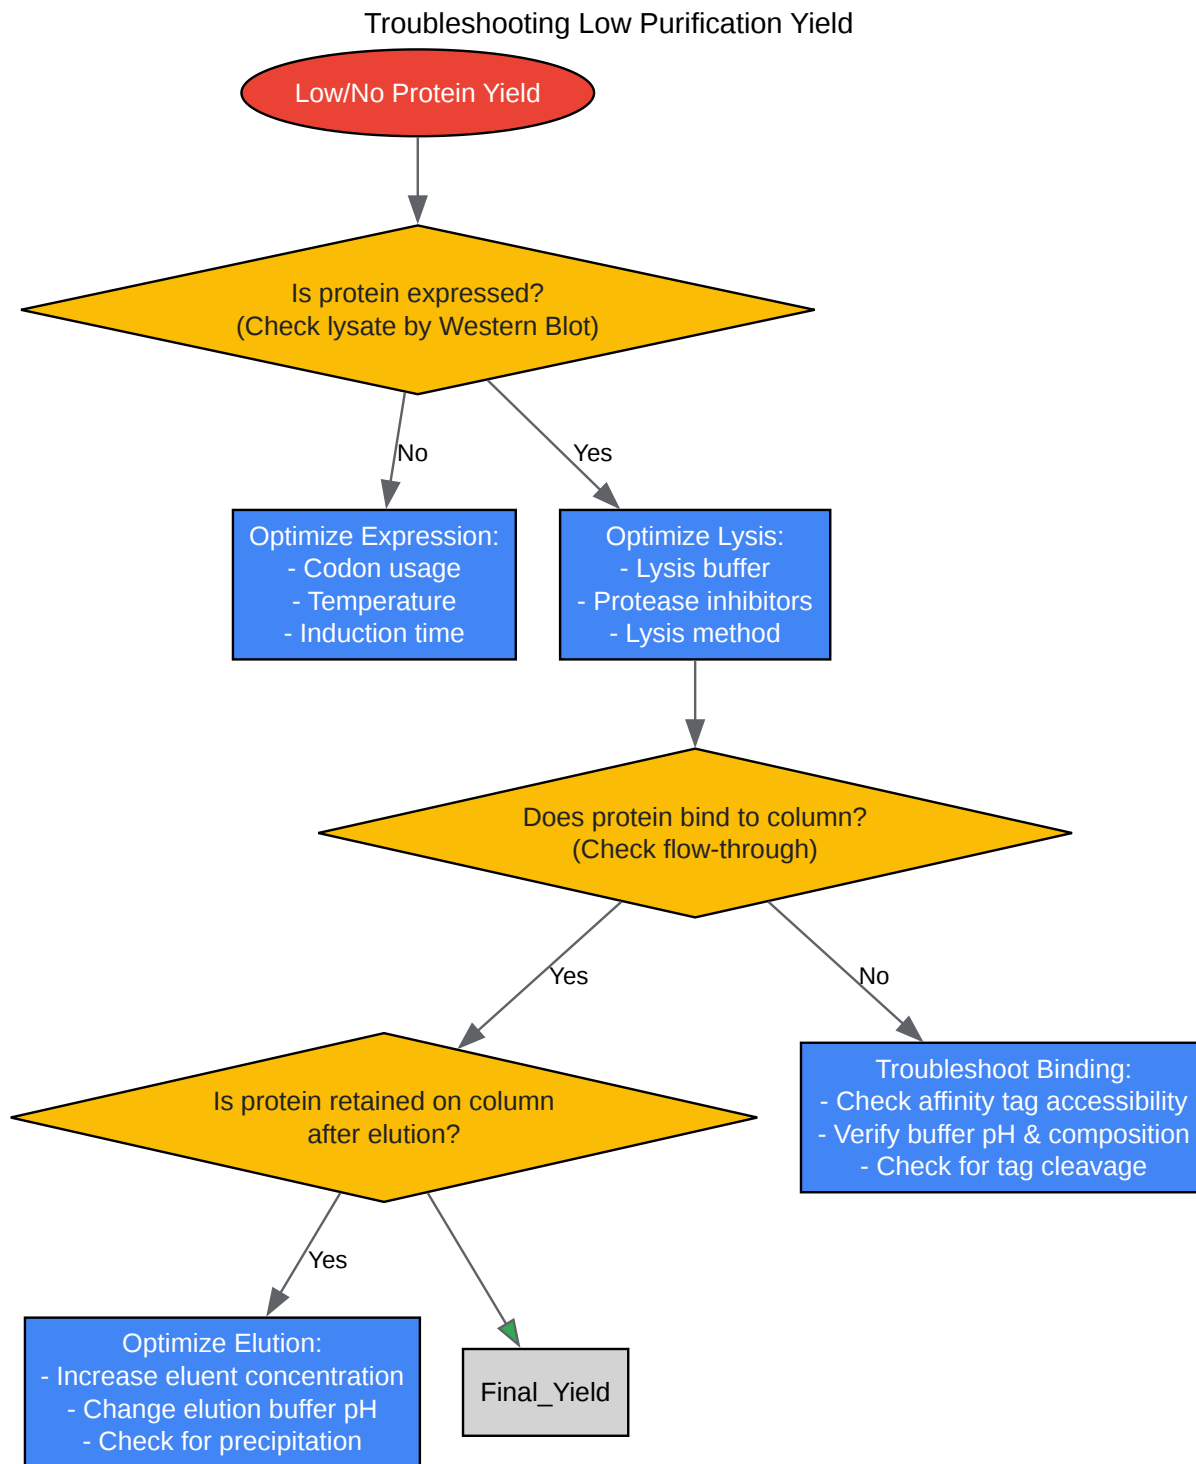 Troubleshooting Low Purification Yield
Low/No Protein Yield
Is protein expressed?
(Check lysate by Western Blot)
No
Yes
Optimize Expression:
- Codon usage
- Temperature
- Induction time
Optimize Lysis:
- Lysis buffer
- Protease inhibitors
- Lysis method
Does protein bind to column?
(Check flow-through)
Yes
No
Is protein retained on column
after elution?
Troubleshoot Binding:
- Check affinity tag accessibility
- Verify buffer pH & composition
- Check for tag cleavage
Yes
Optimize Elution:
- Increase eluent concentration
- Change elution buffer pH
- Check for precipitation
Final_Yield